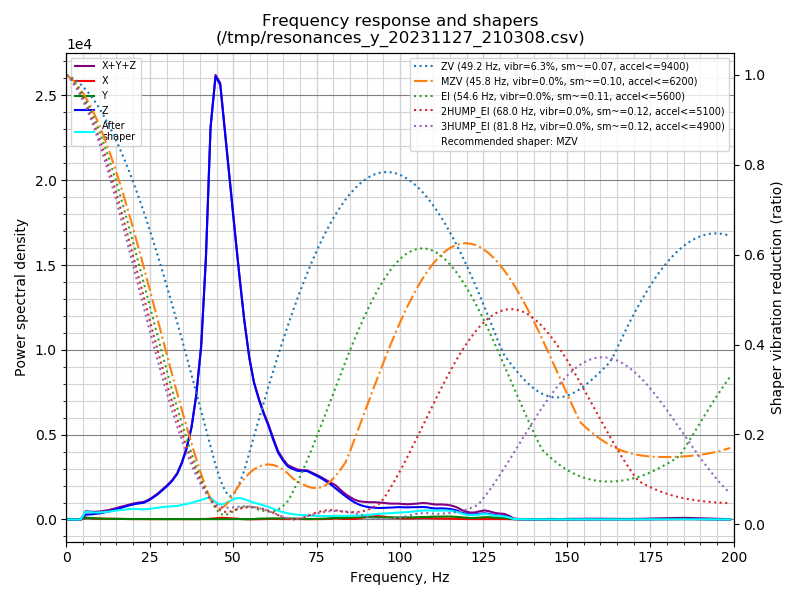 Frequency response and shapers
(/tmp/resonances_y_20231127_210308.csv)
1e4
X+Y+Z
X
Y
Z
After
shaper
ZV (49.2 Hz, vibr=6.3%, sm~=0.07, accel<=9400)
MZV (45.8 Hz, vibr=0.0%, sm~=0.10, accel<=6200)
EI (54.6 Hz, vibr=0.0%, sm~=0.11, accel<=5600)
2HUMP_EI (68.0 Hz, vibr=0.0%, sm~=0.12, accel<=5100)
3HUMP_EI (81.8 Hz, vibr=0.0%, sm~=0.12, accel<=4900)
Recommended shaper: MZV
Power spectral density
2.5
2.0
1.5
1.0
0.5
0.0
1.0
0.8
0.6
0.4
0.2
0.0
Shaper vibration reduction (ratio)
0 25 50 75 100 125 150 175 200
Frequency, Hz